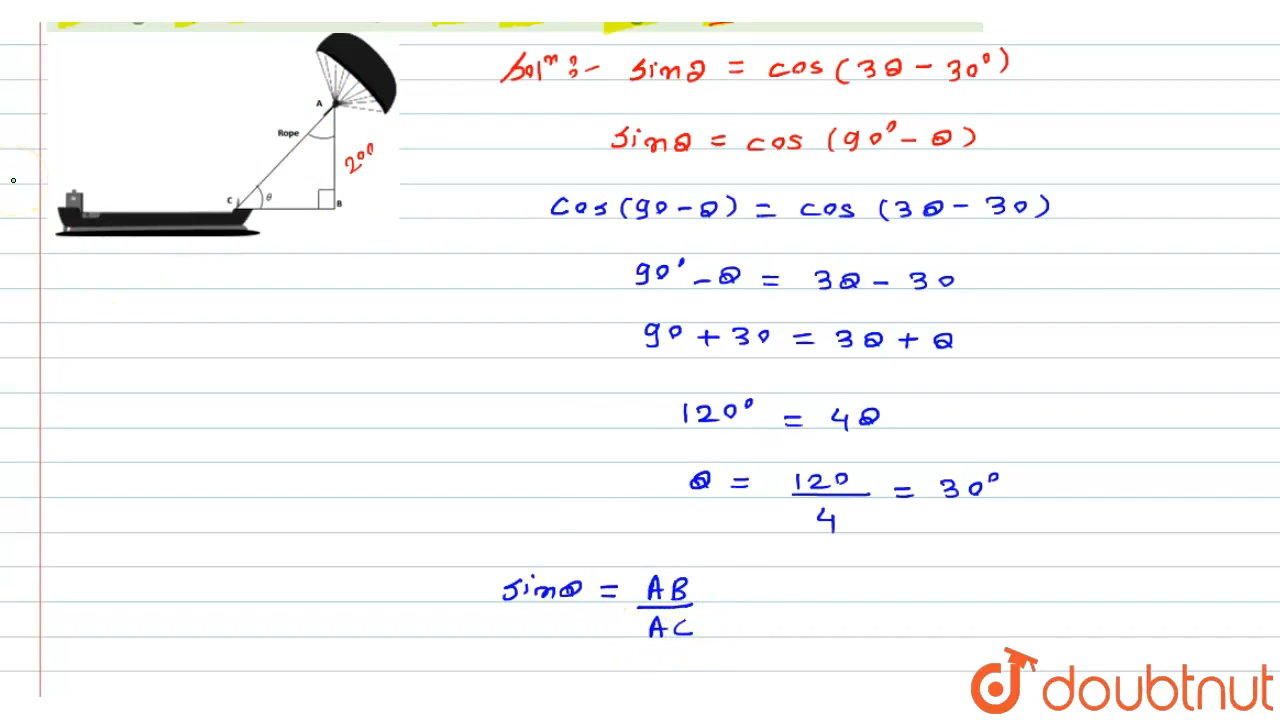 A
Rope
200
C
θ
B
Solⁿ :- sinθ = cos (3θ - 30°)
sinθ = cos (90° - θ)
cos (90 - θ) = cos (3θ - 30)
90° - θ = 3θ - 30
90 + 30 = 3θ + θ
120° = 4θ
θ = 120/4 = 30°
sinθ = AB/AC
doubtnut